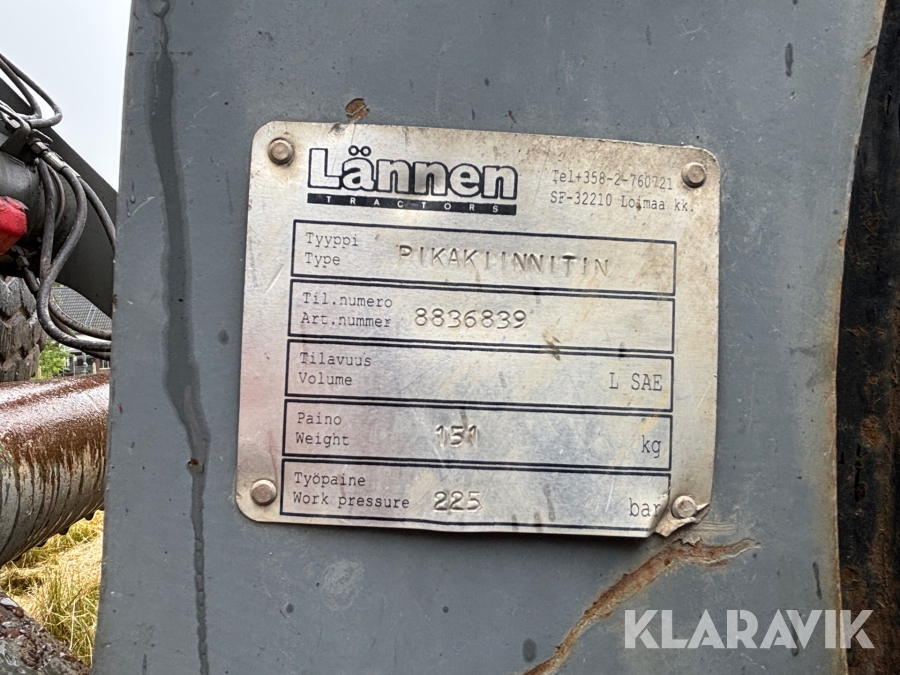 Lännen
TRACTORS
Tel+358-2-760721
SF-32210 Loimaa kk.
Tyyppi
Type PIKAKIINNITIN
Til.numero
Art.nummer 8836839
Tilavuus
Volume L SAE
Paino
Weight 151 kg
Työpaine
Work pressure 225 bar
KLARAVIK